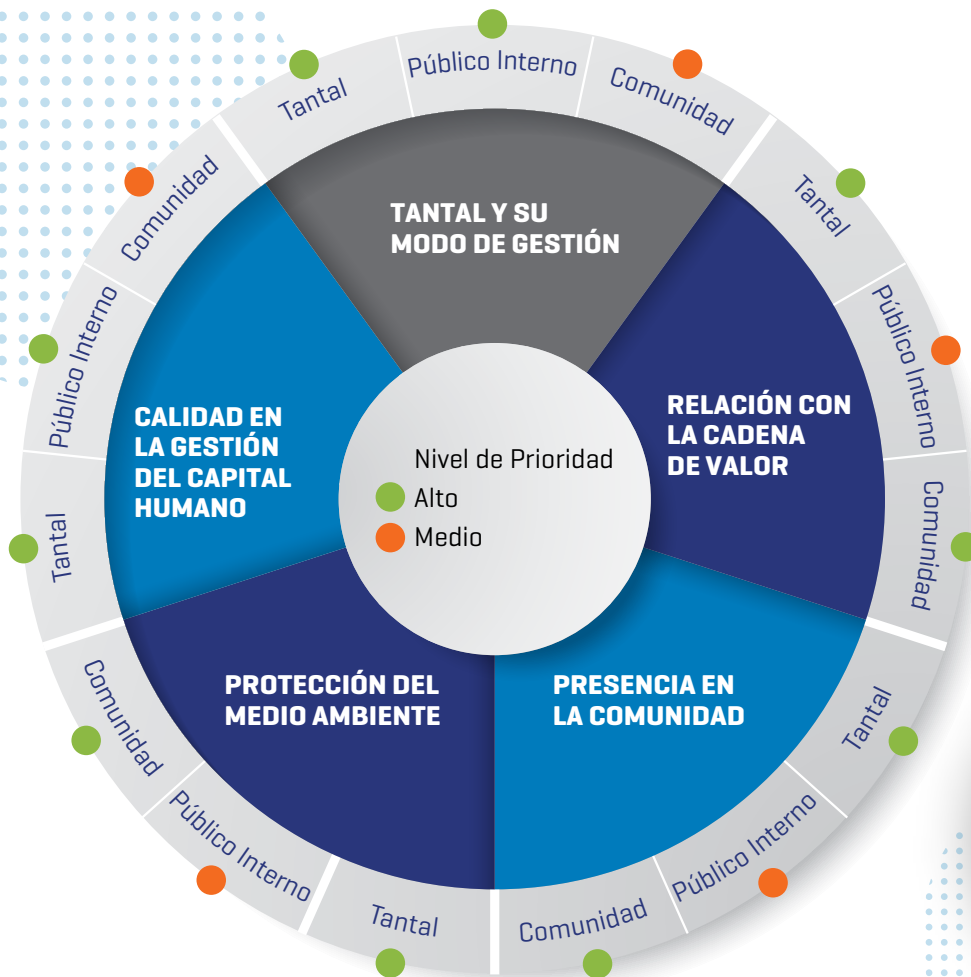 Tantal
Público Interno
Comunidad
TANTAL Y SU
MODO DE GESTIÓN
Tantal
Público Interno
Comunidad
RELACIÓN CON
LA CADENA
DE VALOR
Tantal
Público Interno
Comunidad
PRESENCIA EN
LA COMUNIDAD
Tantal
Público Interno
Comunidad
PROTECCIÓN DEL
MEDIO AMBIENTE
Tantal
Público Interno
Comunidad
CALIDAD EN
LA GESTIÓN
DEL CAPITAL
HUMANO
Nivel de Prioridad
Alto
Medio